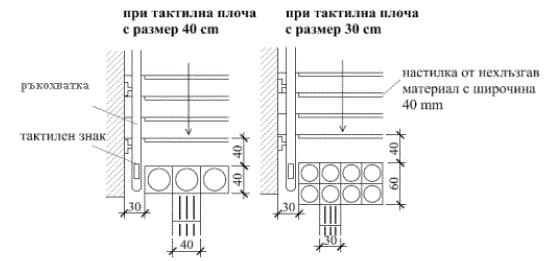 при тактилна плоча
с размер 40 cm
при тактилна плоча
с размер 30 cm
ръкохватка
настилка от нехлъзгав
материал с широчина
40 mm
тактилен знак
40
40
30
40
40
60
30
30